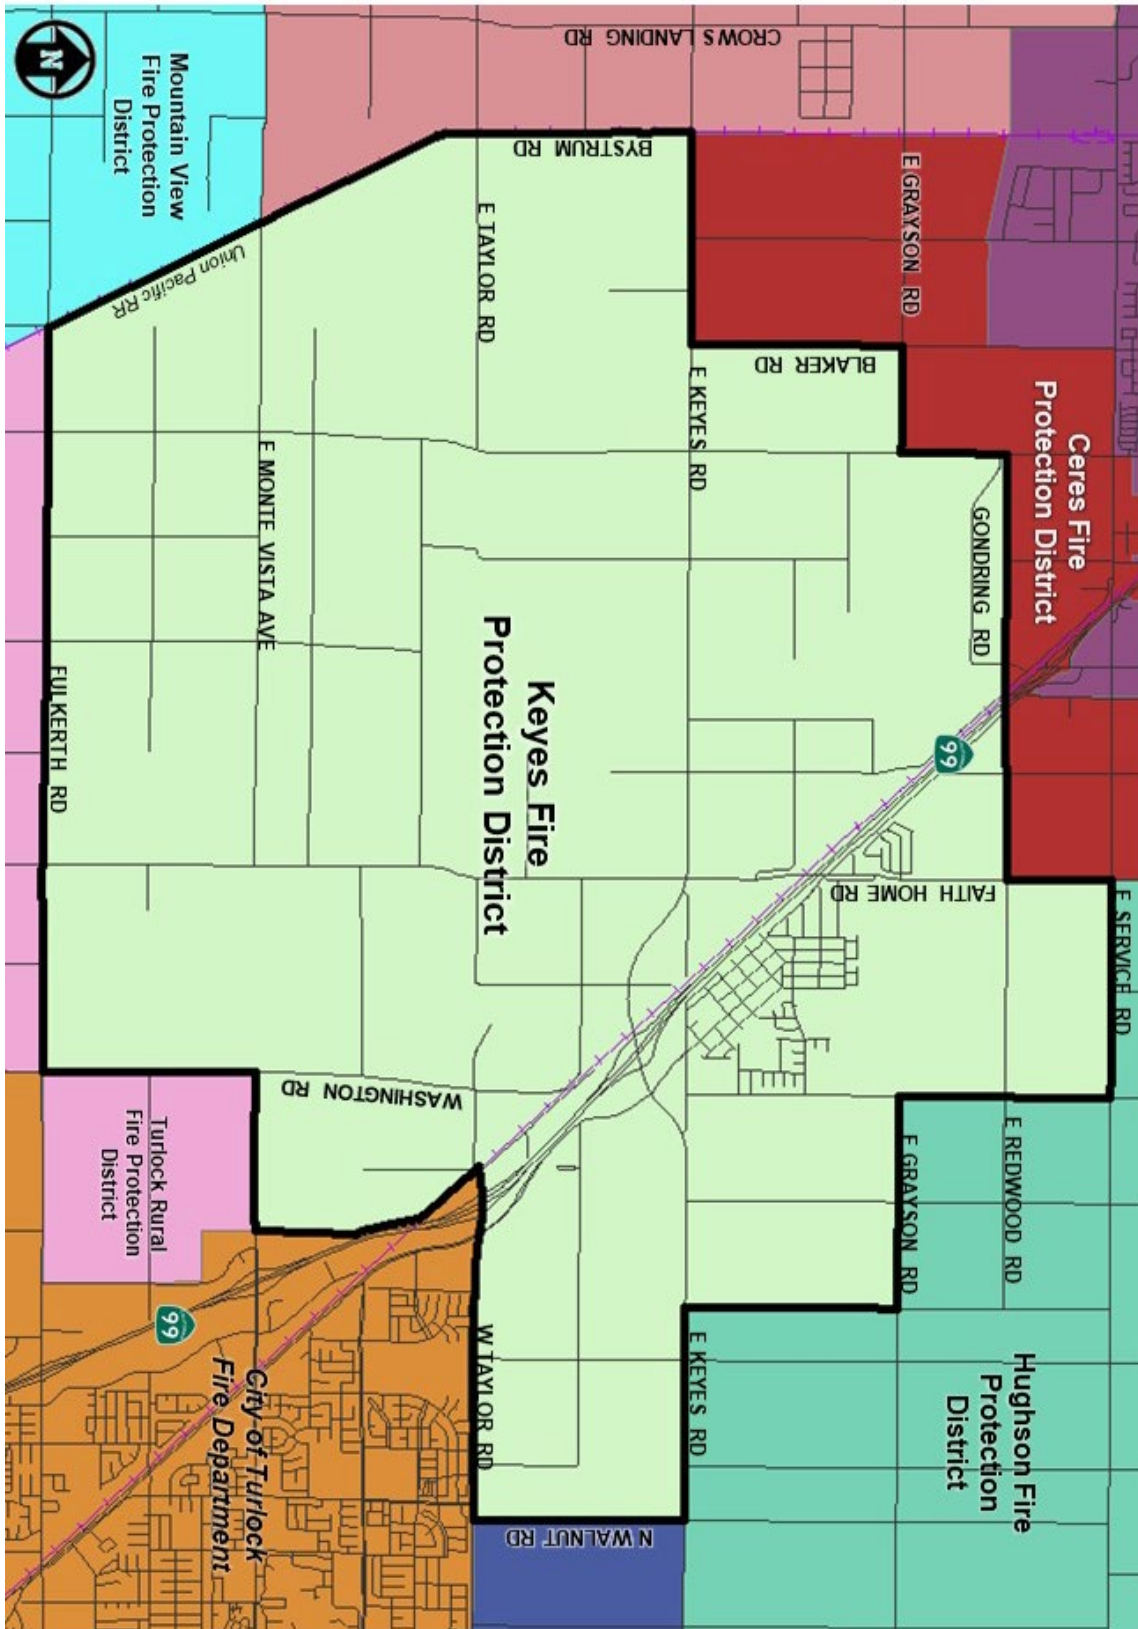 N
Mountain View
Fire Protection
District
CROWS LANDING RD
BYSTRUM RD
E GRAYSON RD
Union Pacific RR
E TAYLOR RD
BLAKER RD
E KEYES RD
Ceres Fire
Protection District
E MONTE VISTA AVE
GONDRING RD
Keyes Fire
Protection District
FULKERTH RD
99
FAITH HOME RD
E SERVICE RD
WASHINGTON RD
Turlock Rural
Fire Protection
District
E GRAYSON RD
E REDWOOD RD
99
W TAYLOR RD
E KEYES RD
Hughson Fire
Protection
District
City of Turlock
Fire Department
N WALNUT RD